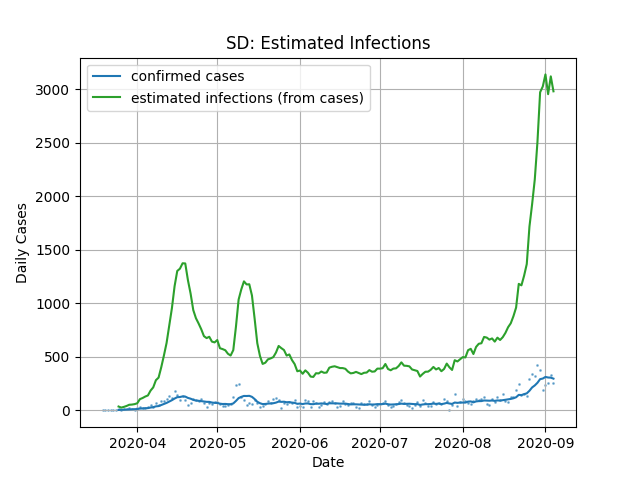 SD: Estimated Infections
confirmed cases
estimated infections (from cases)
3000
2500
2000
1500
1000
500
0
Daily Cases
2020-04 2020-05 2020-06 2020-07 2020-08 2020-09
Date